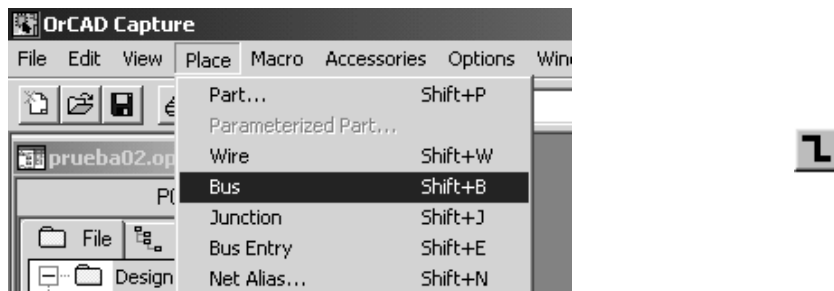 OrCAD Capture
File Edit View Place Macro Accessories Options
Part... Shift+P
Parameterized Part...
prueba02.op
Wire Shift+W
Bus Shift+B
Junction Shift+J
File
Bus Entry Shift+E
Design
Net Alias... Shift+N